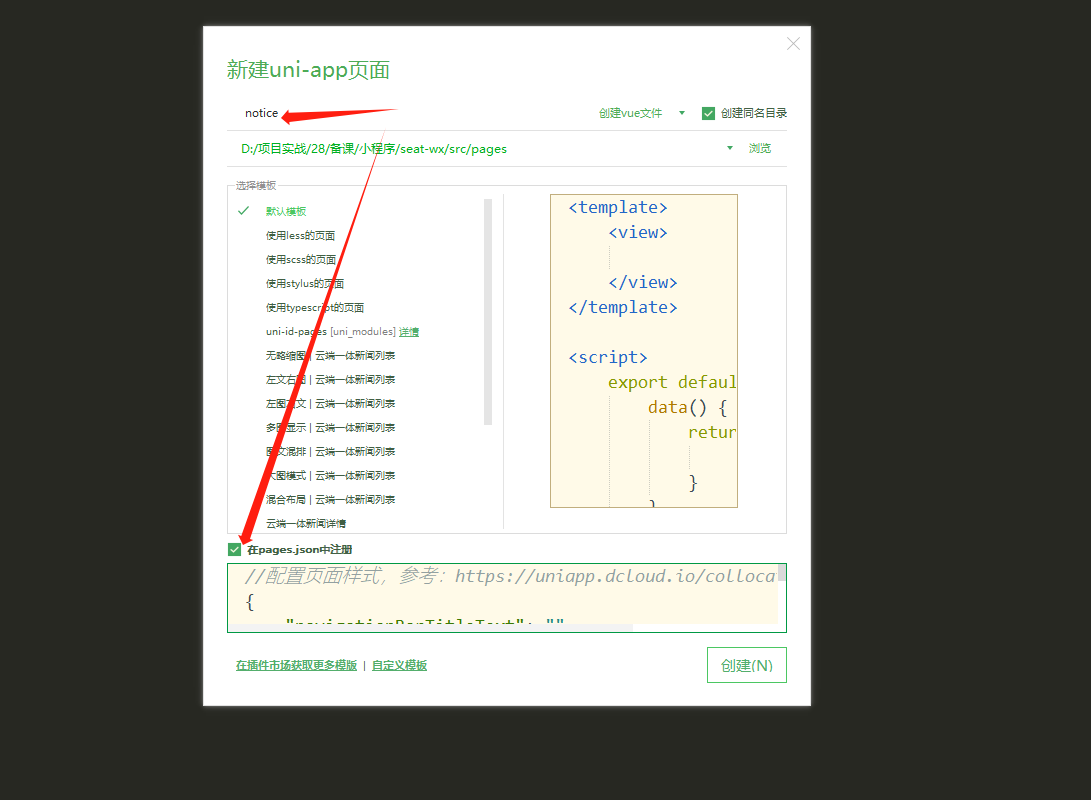 新建uni-app页面
notice 创建vue文件 创建同名目录
D:/项目实战/28/备课/小程序/seat-wx/src/pages 浏览
选择模板
默认模板
使用less的页面
使用scss的页面
使用stylus的页面
使用typescript的页面
uni-id-pages [uni_modules] 详情
无略缩图 | 云端一体新闻列表
左文右图 | 云端一体新闻列表
左图右文 | 云端一体新闻列表
多图显示 | 云端一体新闻列表
图文混排 | 云端一体新闻列表
大图模式 | 云端一体新闻列表
混合布局 | 云端一体新闻列表
云端一体新闻详情
<template>
<view>
</view>
</template>
<script>
export defaul
data() {
retur
}
}
在pages.json中注册
//配置页面样式，参考：https://uniapp.dcloud.io/colloca
{
"navigationBarTitleText": ""
在插件市场获取更多模版 | 自定义模板
创建(N)